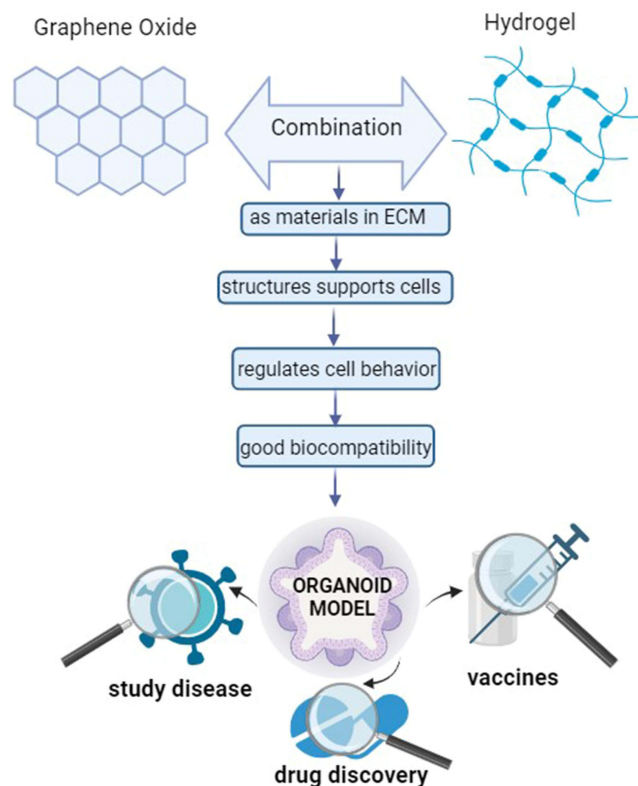 Graphene Oxide
Hydrogel
Combination
as materials in ECM
structures supports cells
regulates cell behavior
good biocompatibility
ORGANOID
MODEL
study disease
vaccines
drug discovery